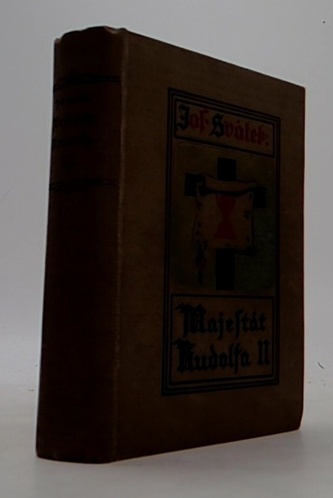 Jos. Svátek:
Majestát
Rudolfa II